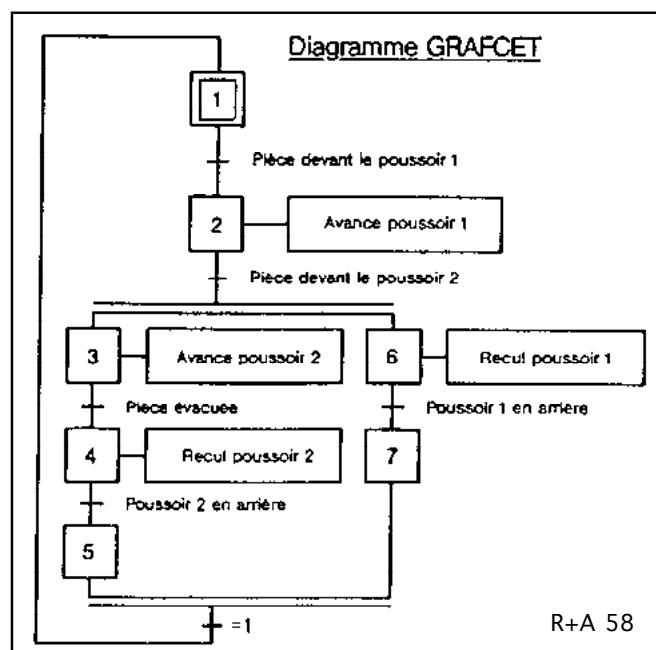 Diagramme GRAFCET
1
Pièce devant le poussoir 1
2
Avance poussoir 1
Pièce devant le poussoir 2
3
Avance poussoir 2
6
Recul poussoir 1
Pièce évacuée
Poussoir 1 en arrière
4
Recul poussoir 2
7
Poussoir 2 en arrière
5
=1
R+A 58